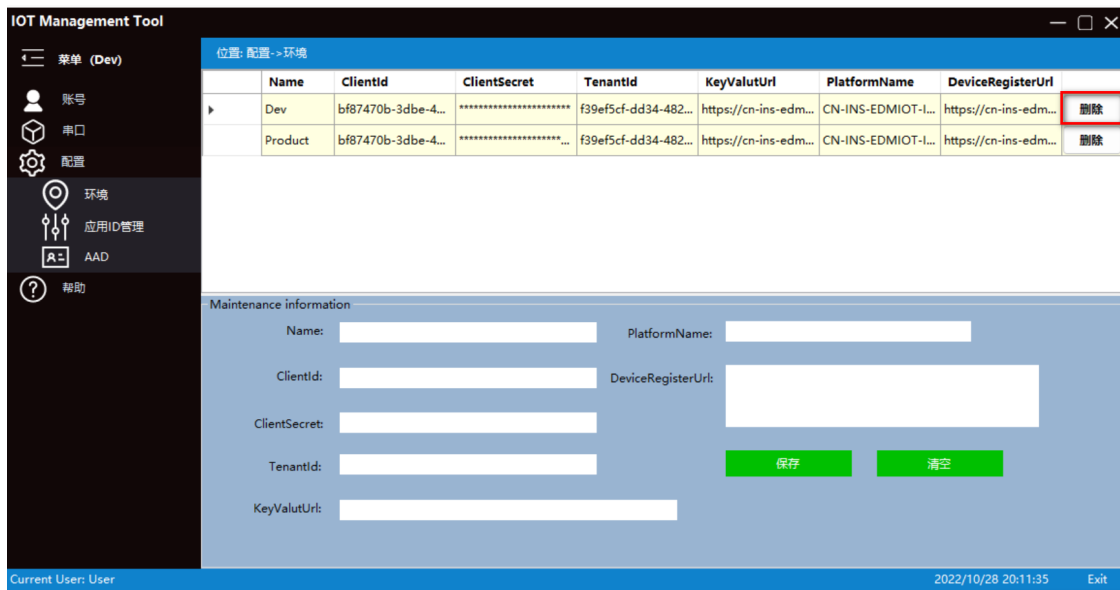 IOT Management Tool
菜单 (Dev)
位置: 配置->环境
账号
串口
配置
环境
应用ID管理
AAD
帮助
Name ClientId ClientSecret TenantId KeyValutUrl PlatformName DeviceRegisterUrl
Dev bf87470b-3dbe-4... ********************** f39ef5cf-dd34-482... https://cn-ins-edm... CN-INS-EDMIOT-I... https://cn-ins-edm... 删除
Product bf87470b-3dbe-4... ********************... f39ef5cf-dd34-482... https://cn-ins-edm... CN-INS-EDMIOT-I... https://cn-ins-edm... 删除
Maintenance information
Name: PlatformName:
ClientId: DeviceRegisterUrl:
ClientSecret:
TenantId: 保存 清空
KeyValutUrl:
Current User: User 2022/10/28 20:11:35 Exit